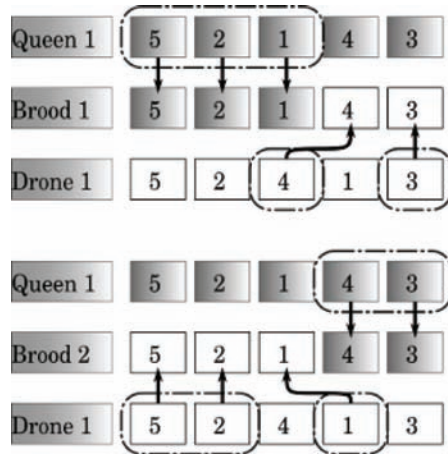 Queen 1 5 2 1 4 3
Brood 1 5 2 1 4 3
Drone 1 5 2 4 1 3
Queen 1 5 2 1 4 3
Brood 2 5 2 1 4 3
Drone 1 5 2 4 1 3